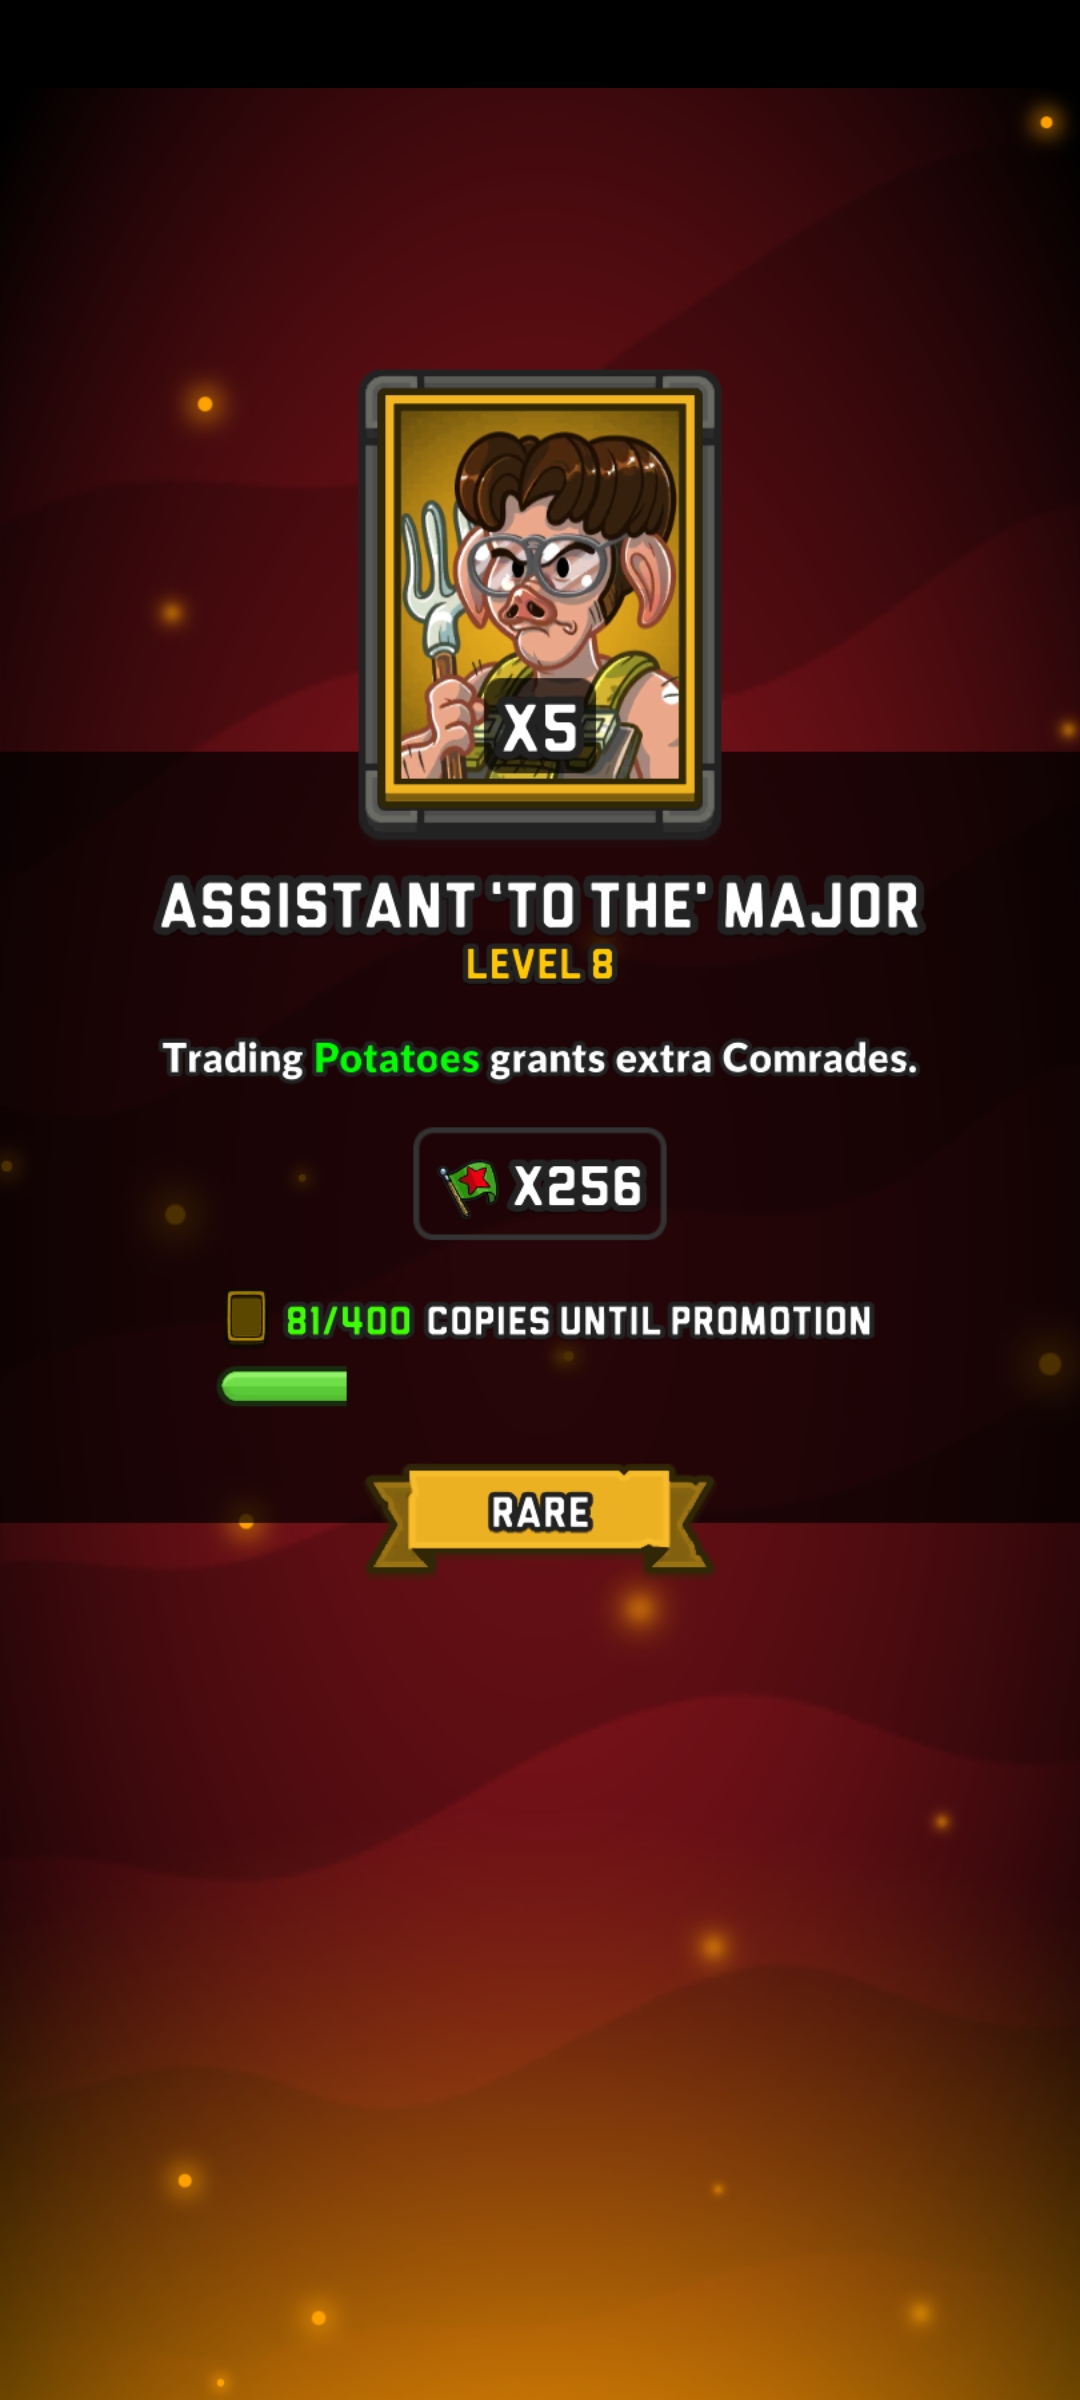 X5
ASSISTANT 'TO THE' MAJOR
LEVEL 8
Trading Potatoes grants extra Comrades.
X256
81/400 COPIES UNTIL PROMOTION
RARE